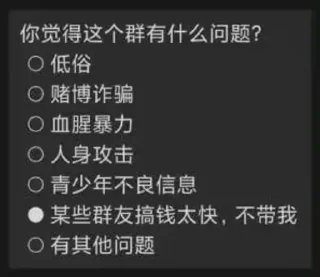 你觉得这个群有什么问题?
低俗
赌博诈骗
血腥暴力
人身攻击
青少年不良信息
某些群友搞钱太快，不带我
有其他问题